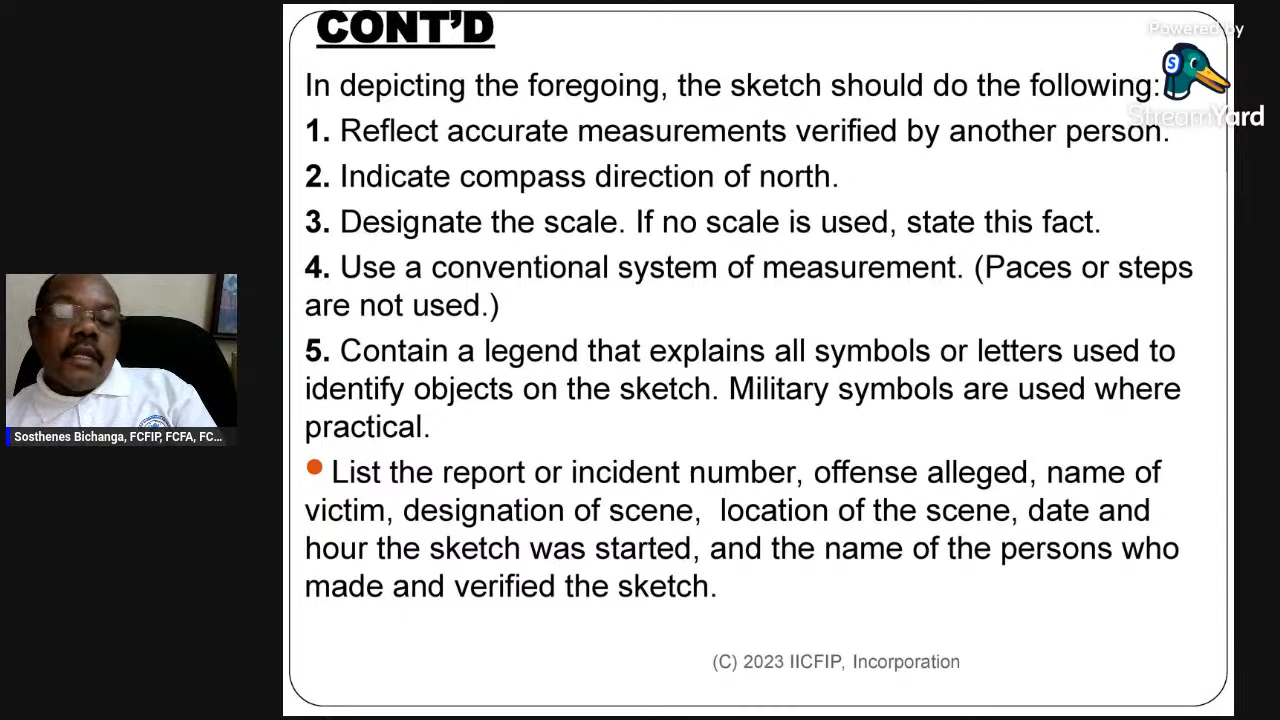 CONT'D
In depicting the foregoing, the sketch should do the following:
1. Reflect accurate measurements verified by another person.
2. Indicate compass direction of north.
3. Designate the scale. If no scale is used, state this fact.
4. Use a conventional system of measurement. (Paces or steps
are not used.)
5. Contain a legend that explains all symbols or letters used to
identify objects on the sketch. Military symbols are used where
practical.
• List the report or incident number, offense alleged, name of
victim, designation of scene, location of the scene, date and
hour the sketch was started, and the name of the persons who
made and verified the sketch.
(C) 2023 IICFIP, Incorporation
Powered by
S
StreamYard
Sosthenes Bichanga, FCFIP, FCFA, FC...